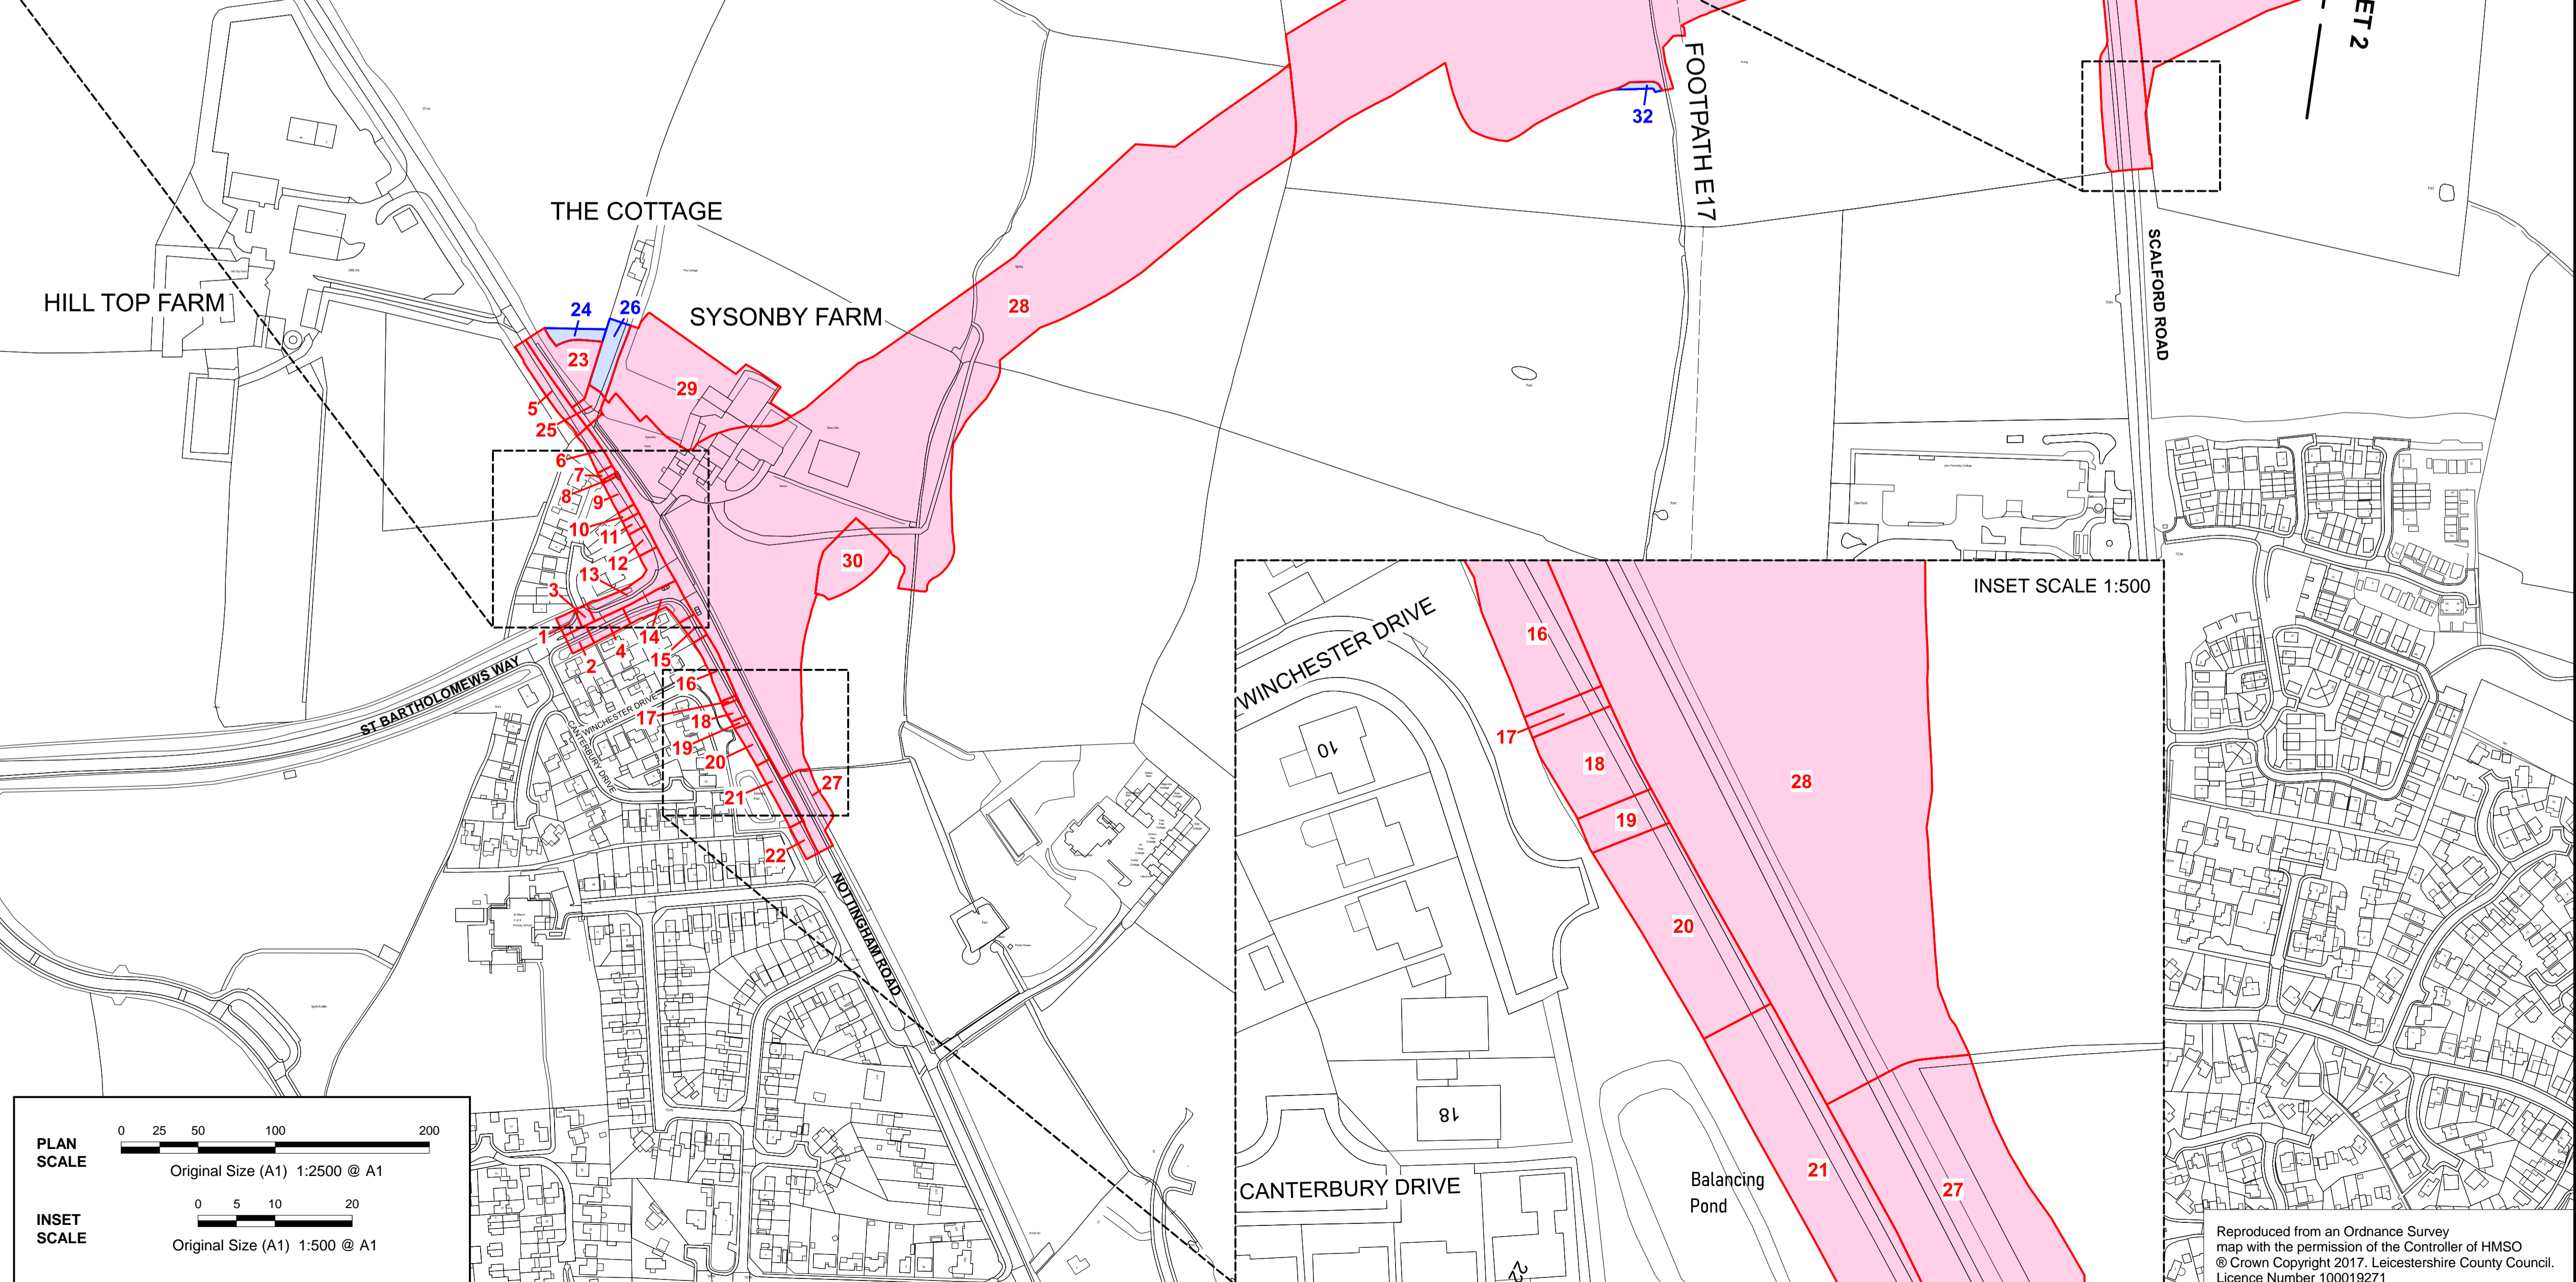 ET 2
FOOTPATH E17
32
THE COTTAGE
SCALFORD ROAD
HILL TOP FARM
24
26
SYSONBY FARM
28
23
29
5
25
6
7
8
9
10
11
12
13
3
30
1
2
4
14
15
16
17
18
19
20
21
27
22
ST BARTHOLOMEWS WAY
WINCHESTER DRIVE
CANTERBURY DRIVE
NOTTINGHAM ROAD
INSET SCALE 1:500
WINCHESTER DRIVE
16
17
18
19
20
28
21
27
10
18
22
CANTERBURY DRIVE
Balancing
Pond
PLAN
SCALE
0 25 50 100 200
Original Size (A1) 1:2500 @ A1
INSET
SCALE
0 5 10 20
Original Size (A1) 1:500 @ A1
Reproduced from an Ordnance Survey
map with the permission of the Controller of HMSO
® Crown Copyright 2017. Leicestershire County Council.
Licence Number 100019271